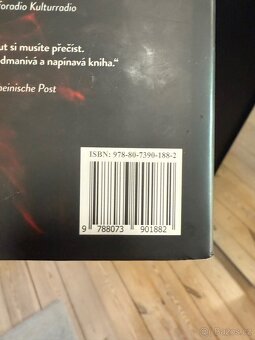 foradio Kulturradio
ut si musíte přečíst.
dmanivá a napínavá kniha.“
heinische Post
ISBN: 978-80-7390-188-2
9 788073 901882